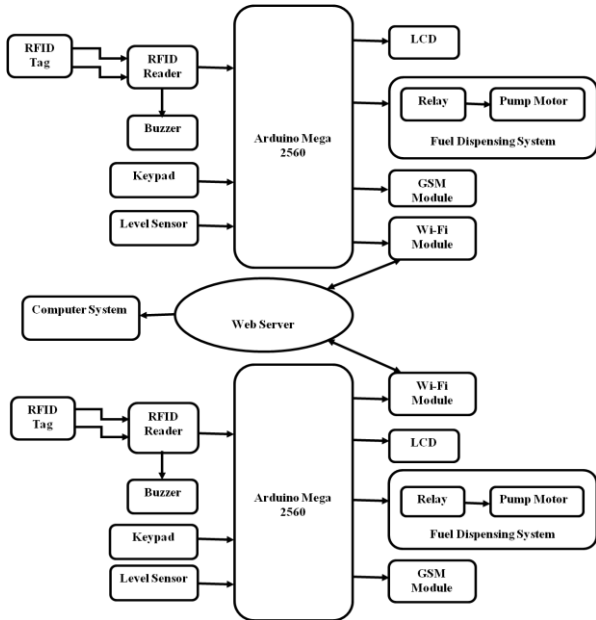 RFID
Tag
RFID
Reader
Buzzer
Keypad
Level Sensor
Arduino Mega
2560
LCD
Relay
Pump Motor
Fuel Dispensing System
GSM
Module
Wi-Fi
Module
Computer System
Web Server
RFID
Tag
RFID
Reader
Buzzer
Keypad
Level Sensor
Arduino Mega
2560
Wi-Fi
Module
LCD
Relay
Pump Motor
Fuel Dispensing System
GSM
Module